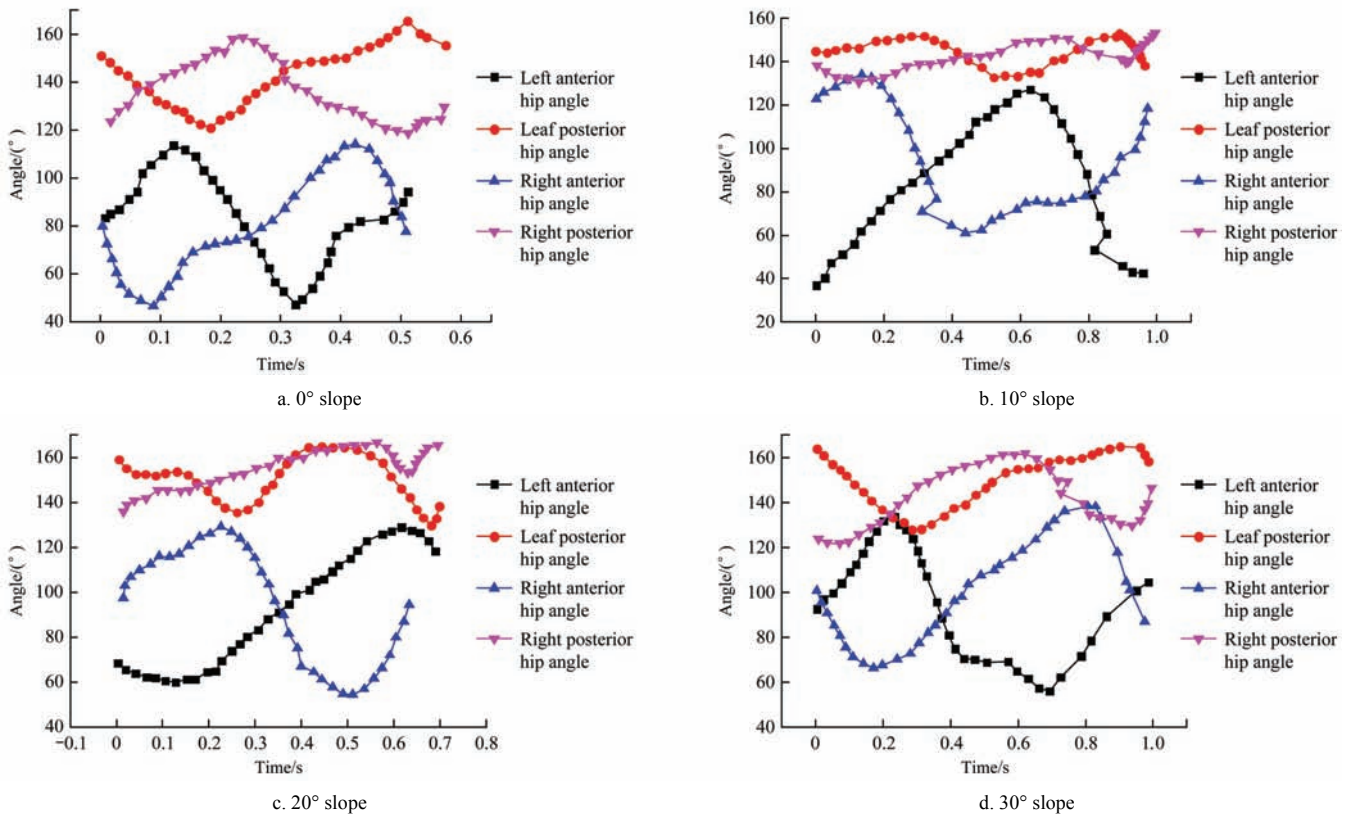 160
140
120
100
80
60
40
Angle/(°)
0
0.1
0.2
0.3
0.4
0.5
0.6
Time/s
Left anterior
hip angle
Leaf posterior
hip angle
Right anterior
hip angle
Right posterior
hip angle
a. 0° slope
160
140
120
100
80
60
40
20
Angle/(°)
0
0.2
0.4
0.6
0.8
1.0
Time/s
Left anterior
hip angle
Leaf posterior
hip angle
Right anterior
hip angle
Right posterior
hip angle
b. 10° slope
160
140
120
100
80
60
40
Angle/(°)
−0.1
0
0.1
0.2
0.3
0.4
0.5
0.6
0.7
0.8
Time/s
Left anterior
hip angle
Leaf posterior
hip angle
Right anterior
hip angle
Right posterior
hip angle
c. 20° slope
160
140
120
100
80
60
40
Angle/(°)
0
0.2
0.4
0.6
0.8
1.0
Time/s
Left anterior
hip angle
Leaf posterior
hip angle
Right anterior
hip angle
Right posterior
hip angle
d. 30° slope